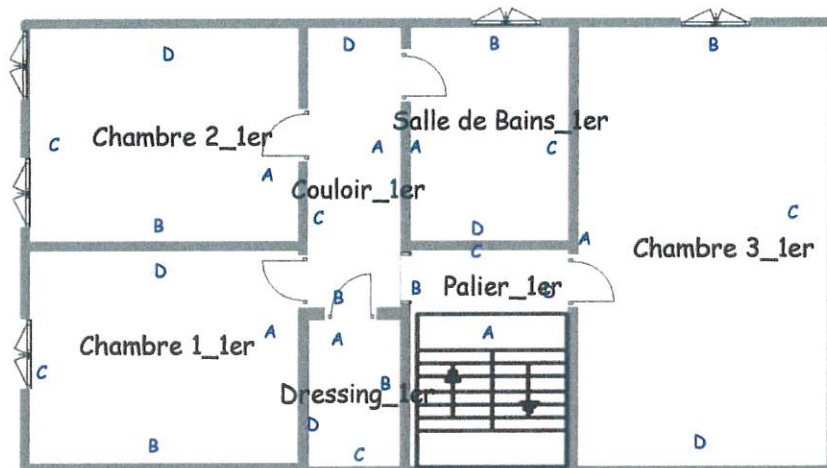 B
B
D
D
Salle de Bains_1er
Chambre 2_1er
C
A
A
C
A
Couloir_1er
C
C
B
D
A
Chambre 3_1er
D
C
Palier_1er
B
B
C
A
A
A
Chambre 1_1er
C
Dressing_1er
B
D
B
C
D